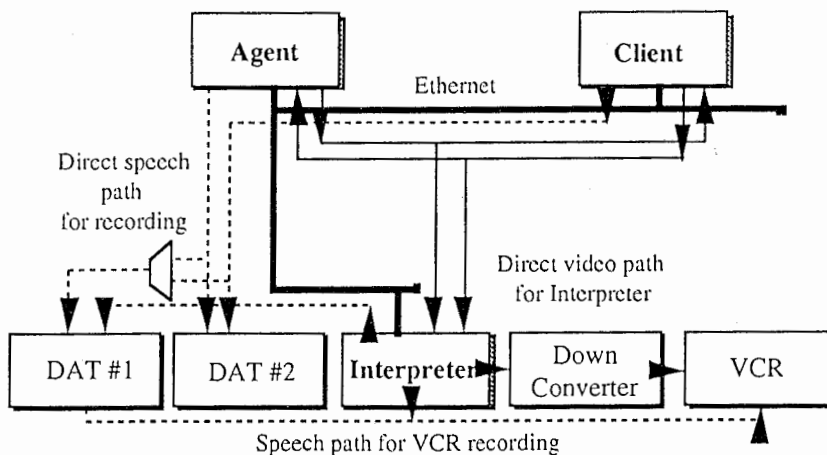 Agent
Client
Ethernet
Direct speech
path
for recording
Direct video path
for Interpreter
DAT #1
DAT #2
Interpreter
Down
Converter
VCR
Speech path for VCR recording